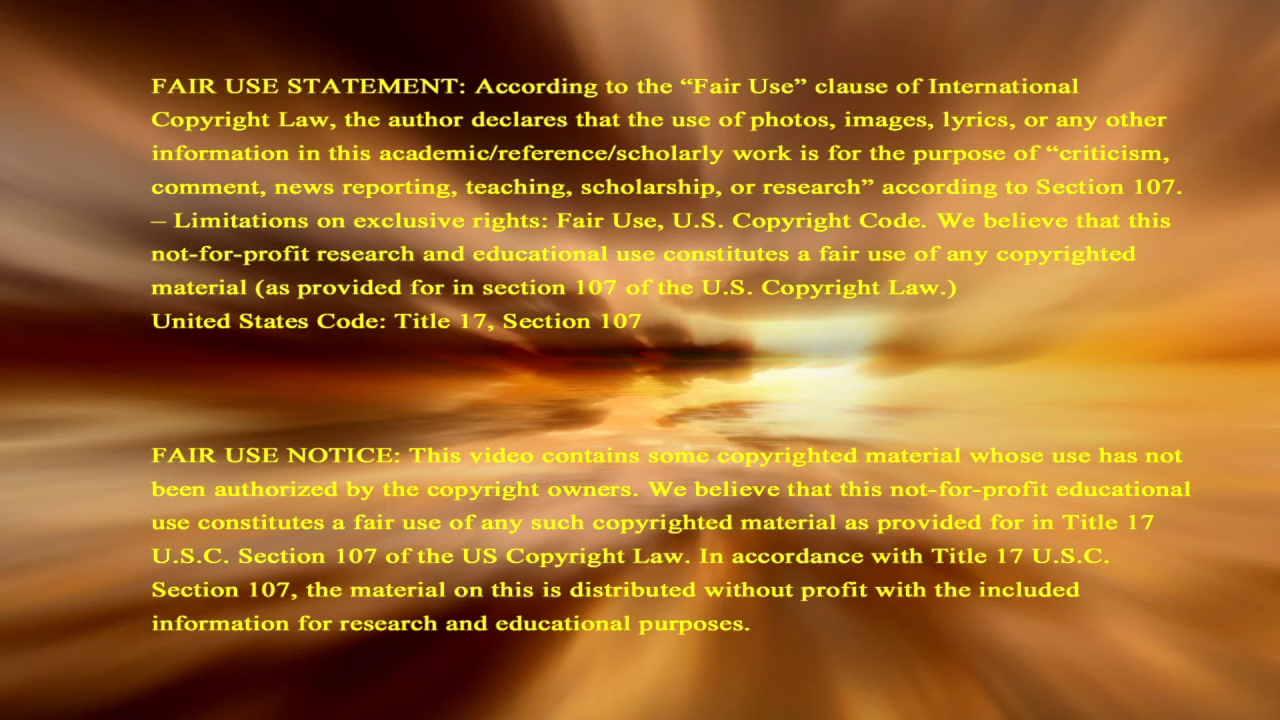 FAIR USE STATEMENT: According to the “Fair Use” clause of International
Copyright Law, the author declares that the use of photos, images, lyrics, or any other
information in this academic/reference/scholarly work is for the purpose of “criticism,
comment, news reporting, teaching, scholarship, or research” according to Section 107.
– Limitations on exclusive rights: Fair Use, U.S. Copyright Code. We believe that this
not-for-profit research and educational use constitutes a fair use of any copyrighted
material (as provided for in section 107 of the U.S. Copyright Law.)
United States Code: Title 17, Section 107
FAIR USE NOTICE: This video contains some copyrighted material whose use has not
been authorized by the copyright owners. We believe that this not-for-profit educational
use constitutes a fair use of any such copyrighted material as provided for in Title 17
U.S.C. Section 107 of the US Copyright Law. In accordance with Title 17 U.S.C.
Section 107, the material on this is distributed without profit with the included
information for research and educational purposes.